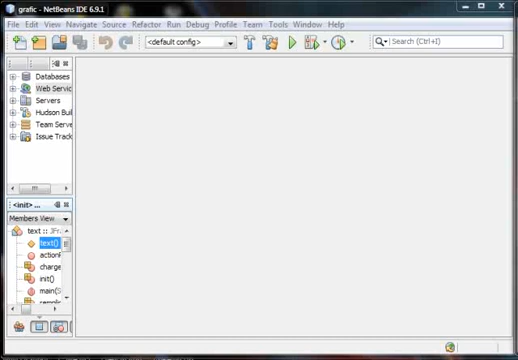 grafic - NetBeans IDE 6.9.1
File Edit View Navigate Source Refactor Run Debug Profile Team Tools Window Help
<default config>
Search (Ctrl+I)
Databases
Web Servic
Servers
Hudson Buil
Team Serve
Issue Track
<init> ...
Members View
text :: JFra
text()
actionP
charge
init()
main(S